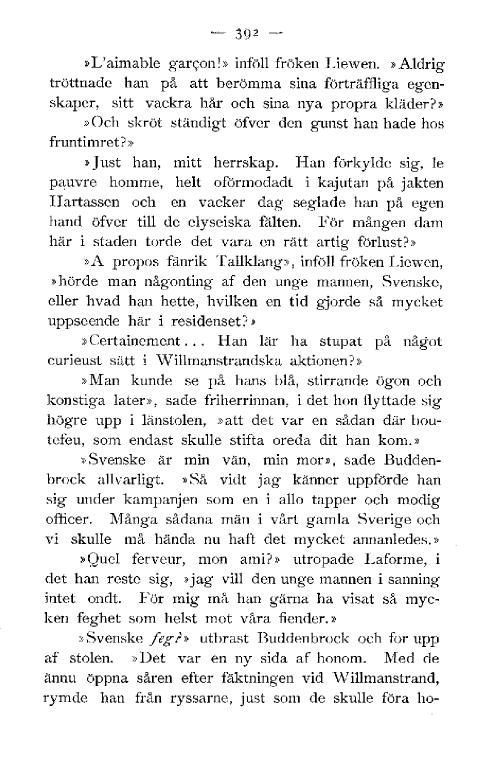 — 392 —
»L'aimable garçon!» inföll fröken Liewen. »Aldrig
tröttnade han på att berömma sina förträffliga egen-
skaper, sitt vackra hår och sina nya propra kläder?»
»Och skröt ständigt öfver den gunst han hade hos
fruntimret?»
»Just han, mitt herrskap. Han förkylde sig, le
pauvre homme, helt oförmodadt i kajutan på jakten
Hartassen och en vacker dag seglade han på egen
hand öfver till de elyseiska fälten. För mången dam
här i staden torde det vara en rätt artig förlust?»
»A propos fänrik Tallklang», inföll fröken Liewen,
»hörde man någonting af den unge mannen, Svenske,
eller hvad han hette, hvilken en tid gjorde så mycket
uppseende här i residenset?»
»Certainement... Han lär ha stupat på något
curieust sätt i Willmanstrandska aktionen?»
»Man kunde se på hans blå, stirrande ögon och
konstiga later», sade friherrinnan, i det hon flyttade sig
högre upp i länstolen, »att det var en sådan där bou-
tefeu, som endast skulle stifta oreda dit han kom.»
»Svenske är min vän, min mor», sade Budden-
brock allvarligt. »Så vidt jag känner uppförde han
sig under kampanjen som en i allo tapper och modig
officer. Många sådana män i vårt gamla Sverige och
vi skulle må hända nu haft det mycket annanledes.»
»Quel ferveur, mon ami?» utropade Laforme, i
det han reste sig, »jag vill den unge mannen i sanning
intet ondt. För mig må han gärna ha visat så myc-
ken feghet som helst mot våra fiender.»
»Svenske feg?» utbrast Buddenbrock och for upp
af stolen. »Det var en ny sida af honom. Med de
ännu öppna såren efter fäktningen vid Willmanstrand,
rymde han från ryssarne, just som de skulle föra ho-